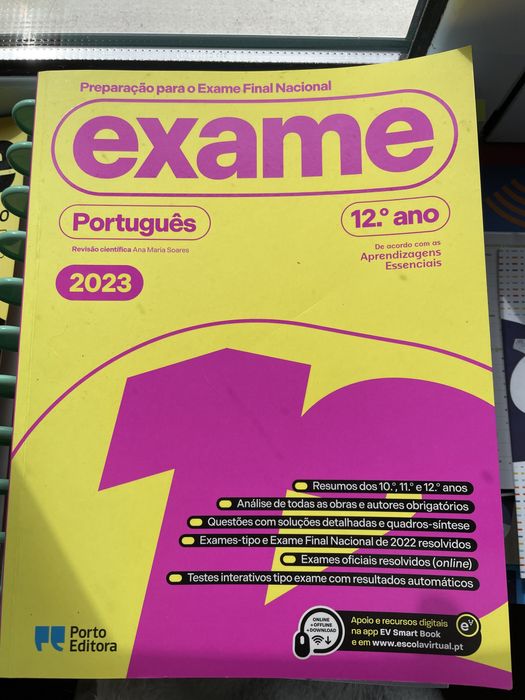 Preparação para o Exame Final Nacional
exame
Português
12.º ano
Revisão científica Ana Maria Soares
De acordo com as
Aprendizagens
Essenciais
2023
12
Resumos dos 10.º, 11.º e 12.º anos
Análise de todas as obras e autores obrigatórios
Questões com soluções detalhadas e quadros-síntese
Exames-tipo e Exame Final Nacional de 2022 resolvidos
Exames oficiais resolvidos (online)
Testes interativos tipo exame com resultados automáticos
Porto
Editora
ONLINE
+ OFFLINE
+ DOWNLOAD
Apoio e recursos digitais
na app EV Smart Book
e em www.escolavirtual.pt
ev